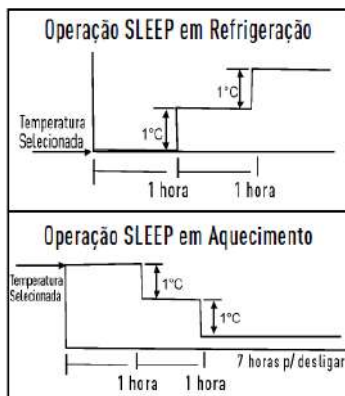 Operação SLEEP em Refrigeração
1°C
1°C
Temperatura
Selecionada
1 hora
1 hora
Operação SLEEP em Aquecimento
Temperatura
Selecionada
1°C
1°C
7 horas p/ desligar
1 hora
1 hora